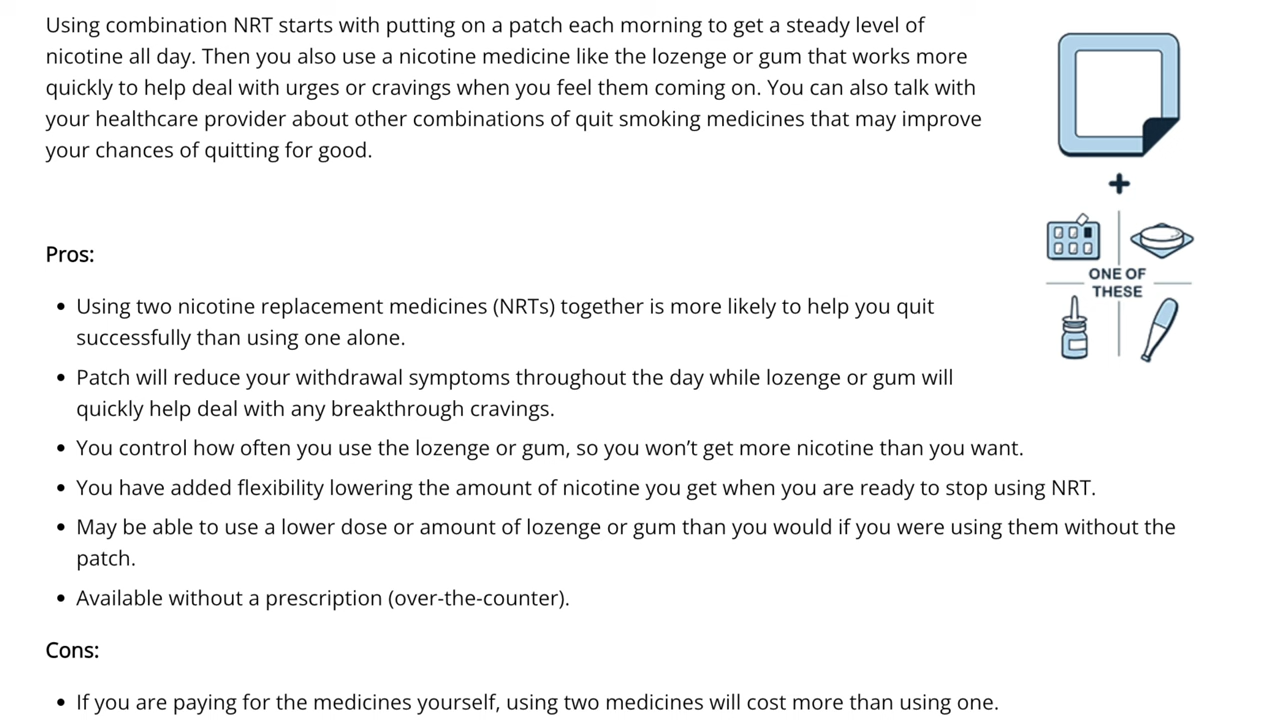 Using combination NRT starts with putting on a patch each morning to get a steady level of
nicotine all day. Then you also use a nicotine medicine like the lozenge or gum that works more
quickly to help deal with urges or cravings when you feel them coming on. You can also talk with
your healthcare provider about other combinations of quit smoking medicines that may improve
your chances of quitting for good.
+
ONE OF
THESE
Pros:
• Using two nicotine replacement medicines (NRTs) together is more likely to help you quit
successfully than using one alone.
• Patch will reduce your withdrawal symptoms throughout the day while lozenge or gum will
quickly help deal with any breakthrough cravings.
• You control how often you use the lozenge or gum, so you won’t get more nicotine than you want.
• You have added flexibility lowering the amount of nicotine you get when you are ready to stop using NRT.
• May be able to use a lower dose or amount of lozenge or gum than you would if you were using them without the
patch.
• Available without a prescription (over-the-counter).
Cons:
• If you are paying for the medicines yourself, using two medicines will cost more than using one.